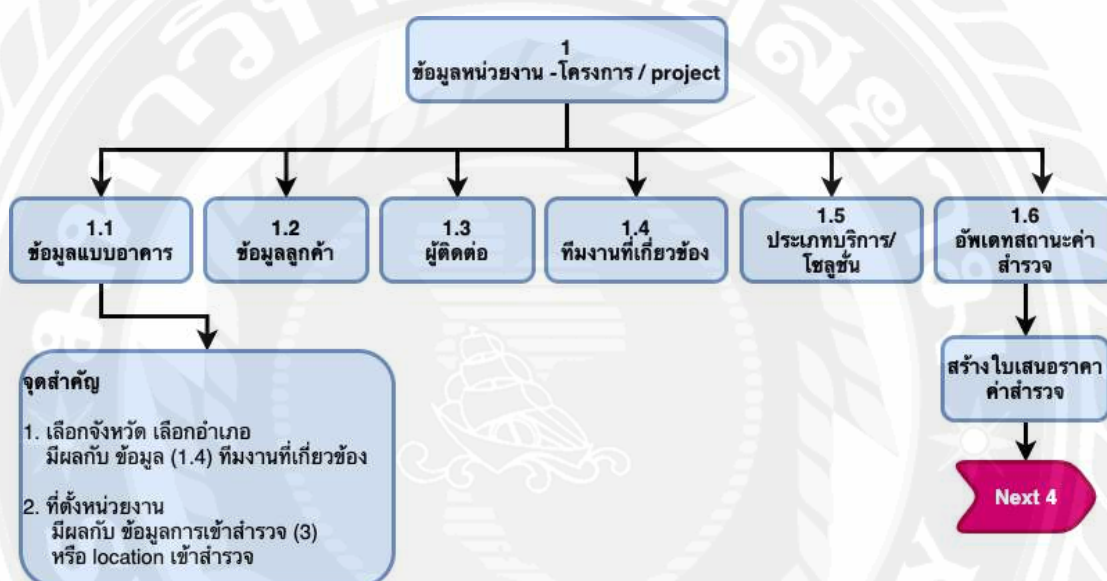 1
ข้อมูลหน่วยงาน -โครงการ / project
1.1
ข้อมูลแบบอาคาร
1.2
ข้อมูลลูกค้า
1.3
ผู้ติดต่อ
1.4
ทีมงานที่เกี่ยวข้อง
1.5
ประเภทบริการ/
โซลูชั่น
1.6
อัพเดทสถานะค่า
สำรวจ
จุดสำคัญ
1. เลือกจังหวัด เลือกอำเภอ
มีผลกับ ข้อมูล (1.4) ทีมงานที่เกี่ยวข้อง
2. ที่ตั้งหน่วยงาน
มีผลกับ ข้อมูลการเข้าสำรวจ (3)
หรือ location เข้าสำรวจ
สร้างใบเสนอราคา
ค่าสำรวจ
Next 4